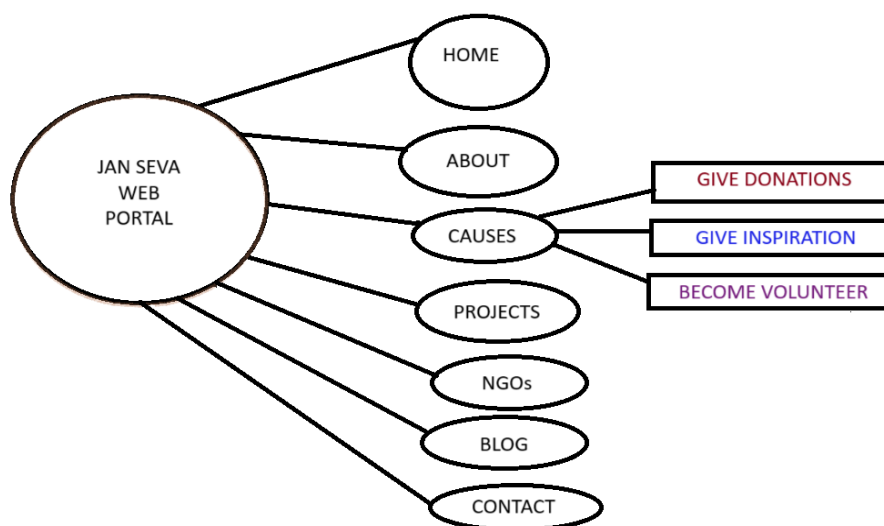 JAN SEVA
WEB
PORTAL
HOME
ABOUT
CAUSES
GIVE DONATIONS
GIVE INSPIRATION
BECOME VOLUNTEER
PROJECTS
NGOs
BLOG
CONTACT